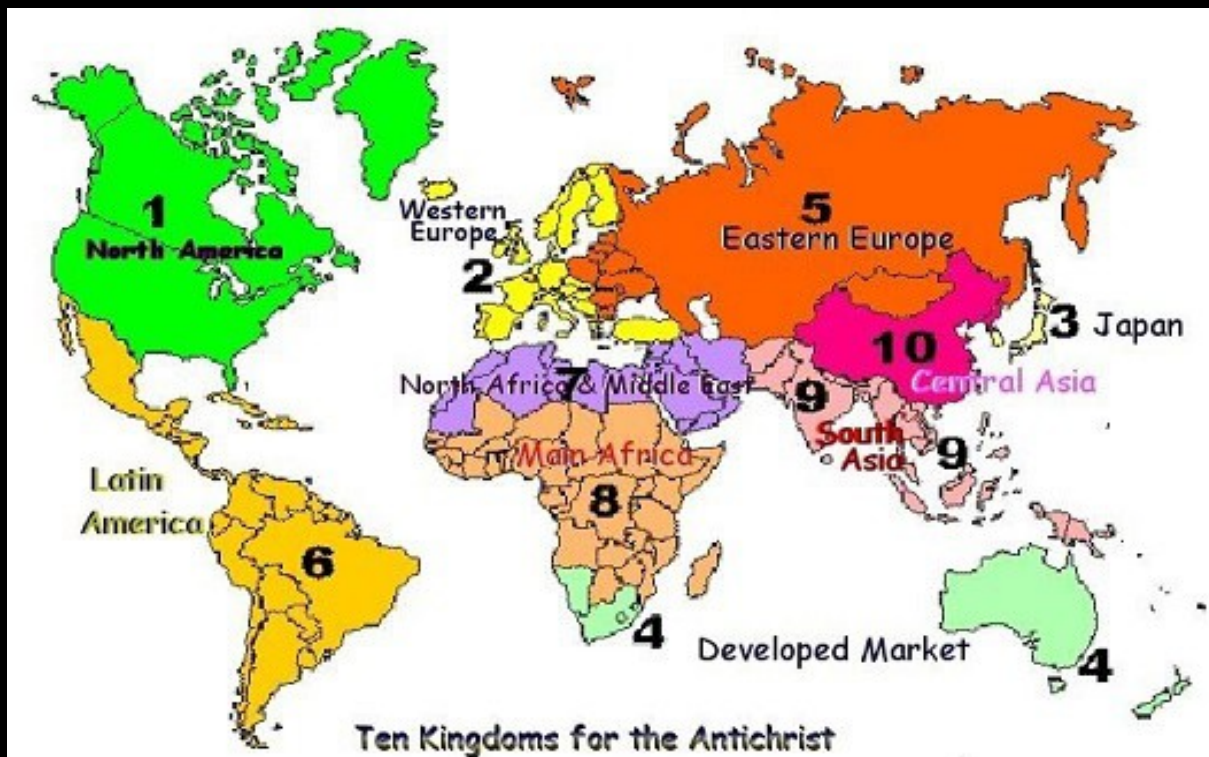 1
North America
Western
Europe
2
5
Eastern Europe
3 Japan
10
Central Asia
7
North Africa & Middle East
9
South
Asia
9
Main Africa
8
Latin
America
6
4
Developed Market
4
Ten Kingdoms for the Antichrist